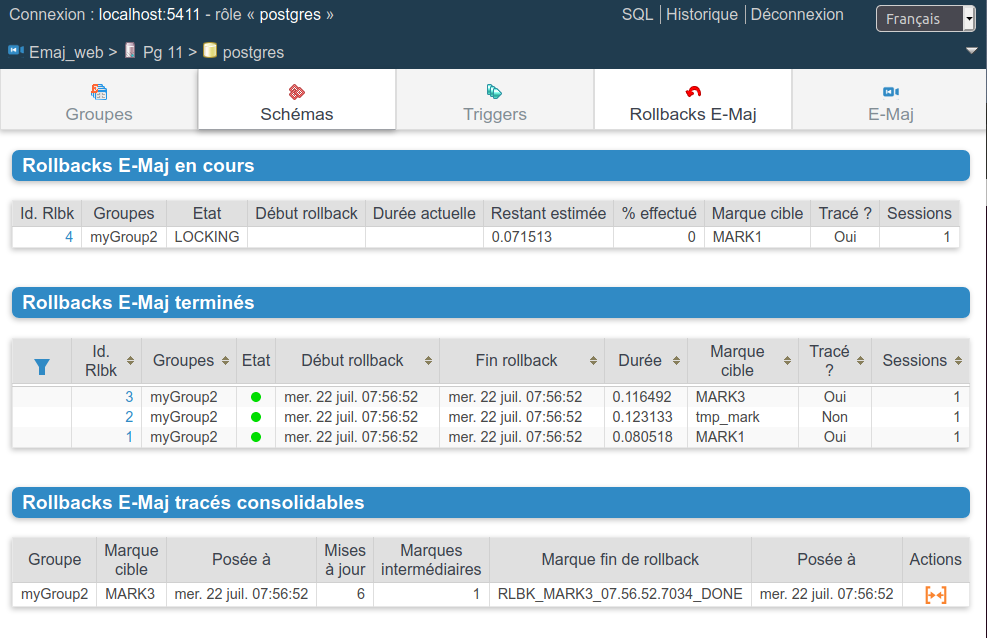 Connexion : localhost:5411 - rôle « postgres »
SQL Historique Déconnexion
Français
Emaj_web > Pg 11 > postgres
Groupes Schémas Triggers Rollbacks E-Maj E-Maj
Rollbacks E-Maj en cours
Id. Rlbk Groupes Etat Début rollback Durée actuelle Restant estimée % effectué Marque cible Tracé ? Sessions
4 myGroup2 LOCKING 0.071513 0 MARK1 Oui 1
Rollbacks E-Maj terminés
Id. Rlbk Groupes Etat Début rollback Fin rollback Durée Marque cible Tracé ? Sessions
3 myGroup2 mer. 22 juil. 07:56:52 mer. 22 juil. 07:56:52 0.116492 MARK3 Oui 1
2 myGroup2 mer. 22 juil. 07:56:52 mer. 22 juil. 07:56:52 0.123133 tmp_mark Non 1
1 myGroup2 mer. 22 juil. 07:56:52 mer. 22 juil. 07:56:52 0.080518 MARK1 Oui 1
Rollbacks E-Maj tracés consolidables
Groupe Marque cible Posée à Mises à jour Marques intermédiaires Marque fin de rollback Posée à Actions
myGroup2 MARK3 mer. 22 juil. 07:56:52 6 1 RLBK_MARK3_07.56.52.7034_DONE mer. 22 juil. 07:56:52